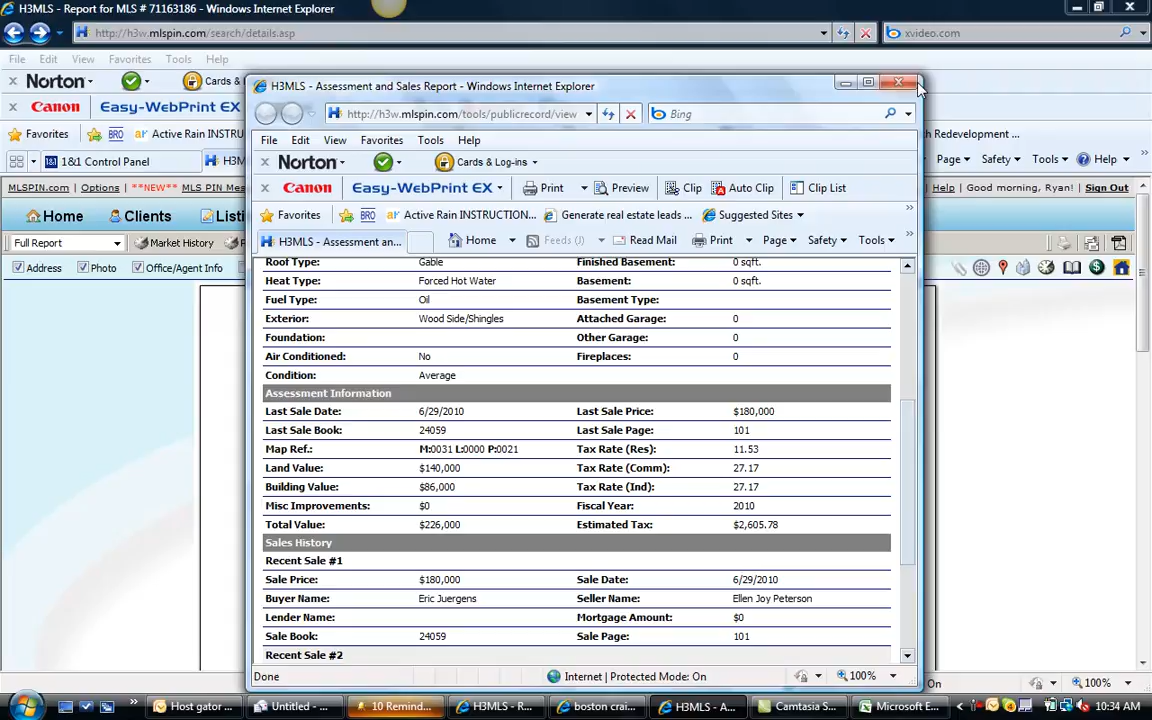 H3MLS - Report for MLS # 71163186 - Windows Internet Explorer
http://h3w.mlspin.com/search/details.asp
xvideo.com
File Edit View Favorites Tools Help
Norton Cards &
Canon Easy-WebPrint EX
Favorites BRO Active Rain INSTRU
h Redevelopment ...
1&1 Control Panel H3M
Page Safety Tools Help
MLSPIN.com | Options | **NEW** MLS PIN Mes
Help | Good morning, Ryan! Sign Out
Home Clients Listi
Full Report Market History
Address Photo Office/Agent Info
H3MLS - Assessment and Sales Report - Windows Internet Explorer
http://h3w.mlspin.com/tools/publicrecord/view
Bing
File Edit View Favorites Tools Help
Norton Cards & Log-ins
Canon Easy-WebPrint EX Print Preview Clip Auto Clip Clip List
Favorites BRO Active Rain INSTRUCTION... Generate real estate leads ... Suggested Sites
H3MLS - Assessment an... Home Feeds (J) Read Mail Print Page Safety Tools
Roof Type: Gable Finished Basement: 0 sqft.
Heat Type: Forced Hot Water Basement: 0 sqft.
Fuel Type: Oil Basement Type:
Exterior: Wood Side/Shingles Attached Garage: 0
Foundation: Other Garage: 0
Air Conditioned: No Fireplaces: 0
Condition: Average
Assessment Information
Last Sale Date: 6/29/2010 Last Sale Price: $180,000
Last Sale Book: 24059 Last Sale Page: 101
Map Ref.: M:0031 L:0000 P:0021 Tax Rate (Res): 11.53
Land Value: $140,000 Tax Rate (Comm): 27.17
Building Value: $86,000 Tax Rate (Ind): 27.17
Misc Improvements: $0 Fiscal Year: 2010
Total Value: $226,000 Estimated Tax: $2,605.78
Sales History
Recent Sale #1
Sale Price: $180,000 Sale Date: 6/29/2010
Buyer Name: Eric Juergens Seller Name: Ellen Joy Peterson
Lender Name: Mortgage Amount: $0
Sale Book: 24059 Sale Page: 101
Recent Sale #2
Done Internet | Protected Mode: On 100%
On 100%
Host gator ... Untitled - ... 10 Remind... H3MLS - R... boston crai... H3MLS - A... Camtasia S... Microsoft E... 10:34 AM